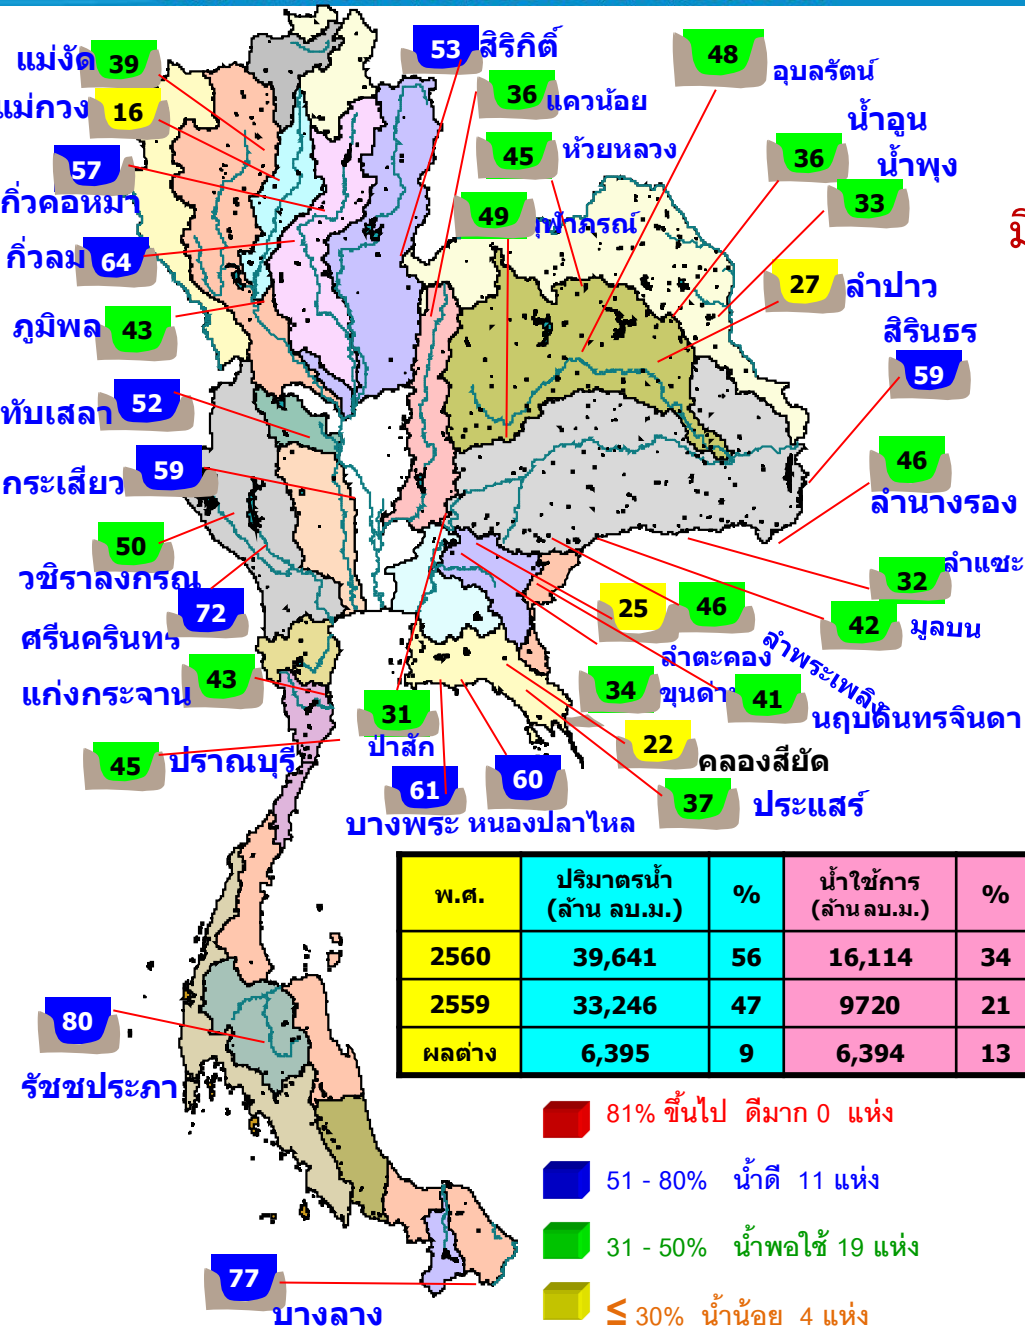 39 แม่งัด
16 แม่กวง
57
กิ่วคอหมา
กิ่วลม 64
ภูมิพล 43
52
ทับเสลา
59
กระเสียว
50
วชิราลงกรณ
72
ศรีนครินทร
แก่งกระจาน 43
45 ปราณบุรี
53 สิริกิติ์
36 แควน้อย
45 ห้วยหลวง
49
48 อุบลรัตน์
น้ำอูน
36 น้ำพุง
33
27 ลำปาว
สิรินธร
59
46
ลำนางรอง
32 ลำแชะ
42 มูลบน
25 46
ลำตะคอง
ลำพระเพลิง
34
41
นฤบดินทรจินดา
31
ป่าสัก
22 คลองสียัด
37 ประแสร์
61 60
บางพระ หนองปลาไหล
พ.ศ. ปริมาตรน้ำ (ล้าน ลบ.ม.) % น้ำใช้การ (ล้าน ลบ.ม.) %
2560 39,641 56 16,114 34
2559 33,246 47 9720 21
ผลต่าง 6,395 9 6,394 13
80
รัชชประภา
81% ขึ้นไป ดีมาก 0 แห่ง
51 - 80% น้ำดี 11 แห่ง
31 - 50% น้ำพอใช้ 19 แห่ง
≤ 30% น้ำน้อย 4 แห่ง
77
บางลาง